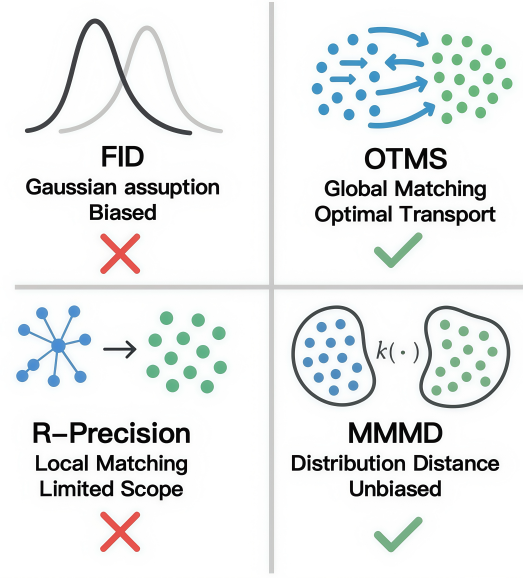 FID
Gaussian assuption
Biased
OTMS
Global Matching
Optimal Transport
R-Precision
Local Matching
Limited Scope
k(·)
MMMD
Distribution Distance
Unbiased